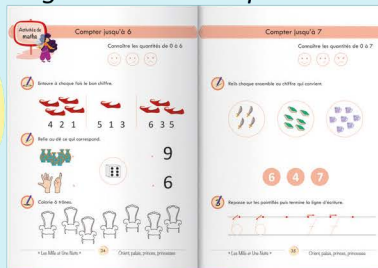 Activités de
maths
Compter jusqu'à 6
Connaître les quantités de 0 à 6
1 Entoure à chaque fois le bon chiffre.
4 2 1
5 1 3
6 3 5
2 Relie au dé ce qui correspond.
9
6
3 Colorie 6 trônes.
• Les Mille et Une Nuits •
34
Orient, palais, princes, princesses
Compter jusqu'à 7
Connaître les quantités de 0 à 7
Relie chaque ensemble au chiffre qui convient.
6 4 7
Repasse sur les pointillés puis termine la ligne d'écriture.
• Les Mille et Une Nuits •
Orient, palais, princes, princesses